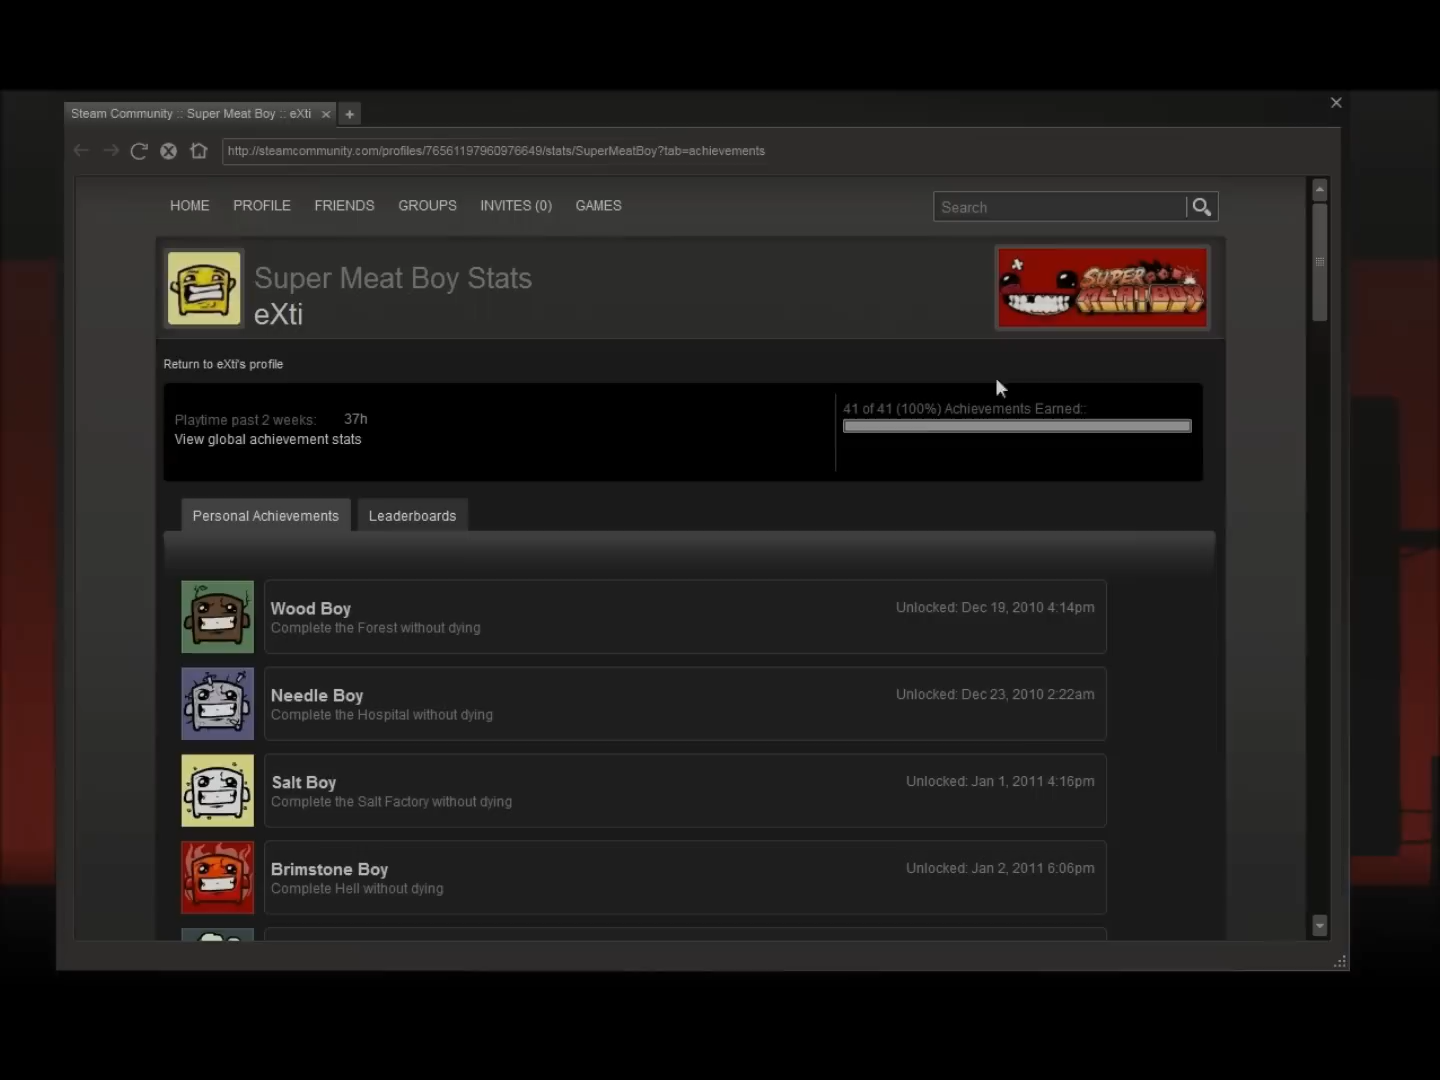 Steam Community :: Super Meat Boy :: eXti
http://steamcommunity.com/profiles/76561197960976649/stats/SuperMeatBoy?tab=achievements
HOME PROFILE FRIENDS GROUPS INVITES (0) GAMES
Search
Super Meat Boy Stats
eXti
SUPER
MEAT BOY
Return to eXti's profile
Playtime past 2 weeks: 37h
View global achievement stats
41 of 41 (100%) Achievements Earned::
Personal Achievements
Leaderboards
Wood Boy
Unlocked: Dec 19, 2010 4:14pm
Complete the Forest without dying
Needle Boy
Unlocked: Dec 23, 2010 2:22am
Complete the Hospital without dying
Salt Boy
Unlocked: Jan 1, 2011 4:16pm
Complete the Salt Factory without dying
Brimstone Boy
Unlocked: Jan 2, 2011 6:06pm
Complete Hell without dying